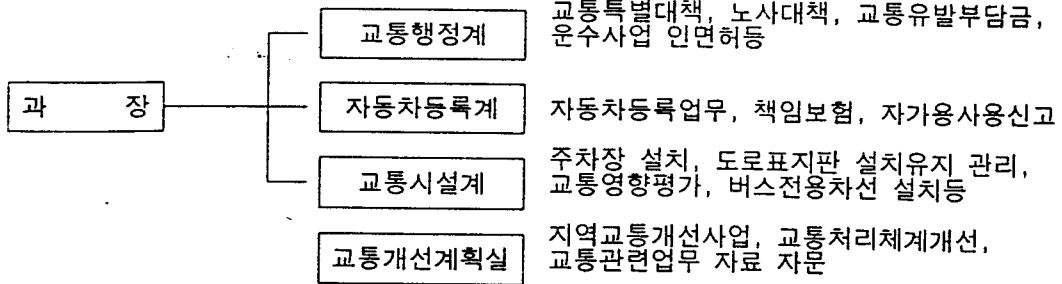 교통행정계
교통특별대책, 노사대책, 교통유발부담금,
운수사업 인면허등
과 장
자동차등록계
자동차등록업무, 책임보험, 자가용사용신고
교통시설계
주차장 설치, 도로표지판 설치유지 관리,
교통영향평가, 버스전용차선 설치등
교통개선계획실
지역교통개선사업, 교통처리체계개선,
교통관련업무 자료 자문